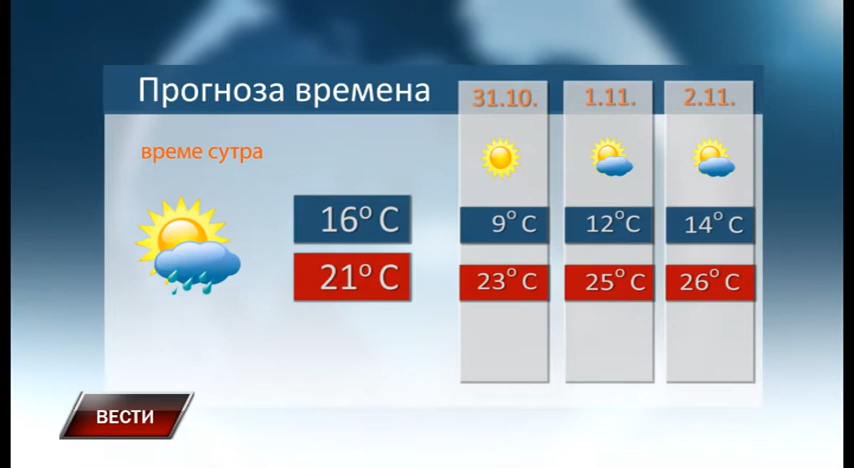 Прогноза времена
31.10.
1.11.
2.11.
време сутра
16° C
21° C
9° C
12°C
14° C
23° C
25° C
26° C
ВЕСТИ